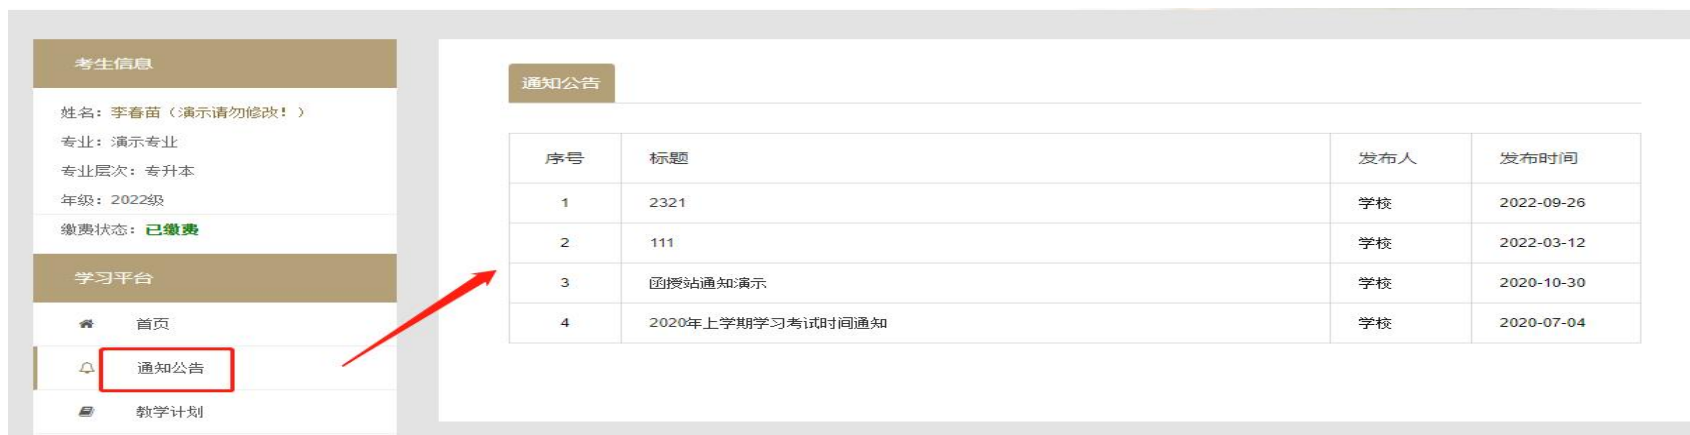 考生信息
姓名：李春苗（演示请勿修改！）
专业：演示专业
专业层次：专升本
年级：2022级
缴费状态：已缴费
学习平台
首页
通知公告
教学计划
通知公告
序号 标题 发布人 发布时间
1 2321 学校 2022-09-26
2 111 学校 2022-03-12
3 函授站通知演示 学校 2020-10-30
4 2020年上学期学习考试时间通知 学校 2020-07-04